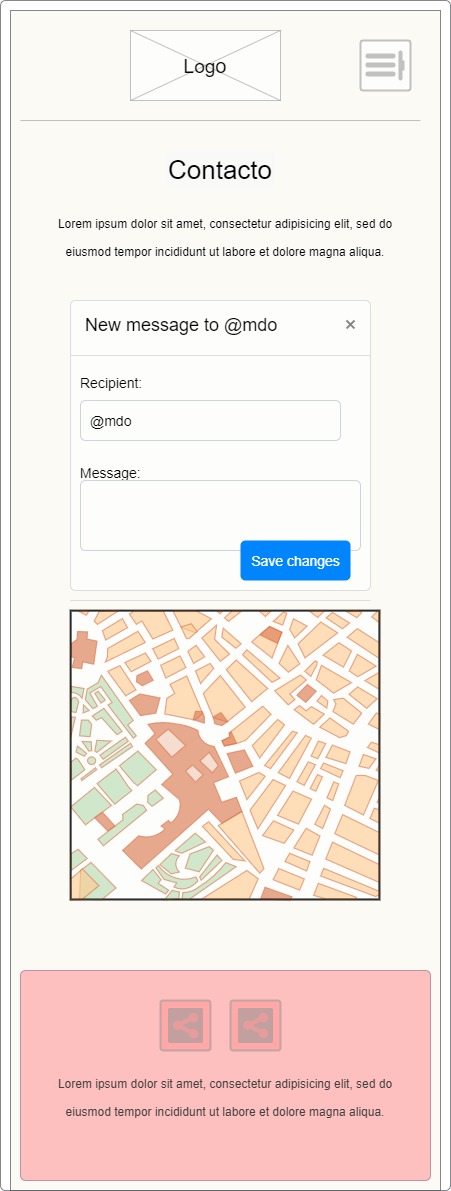 Logo
Contacto
Lorem ipsum dolor sit amet, consectetur adipisicing elit, sed do
eiusmod tempor incididunt ut labore et dolore magna aliqua.
New message to @mdo
×
Recipient:
@mdo
Message:
Save changes
Lorem ipsum dolor sit amet, consectetur adipisicing elit, sed do
eiusmod tempor incididunt ut labore et dolore magna aliqua.